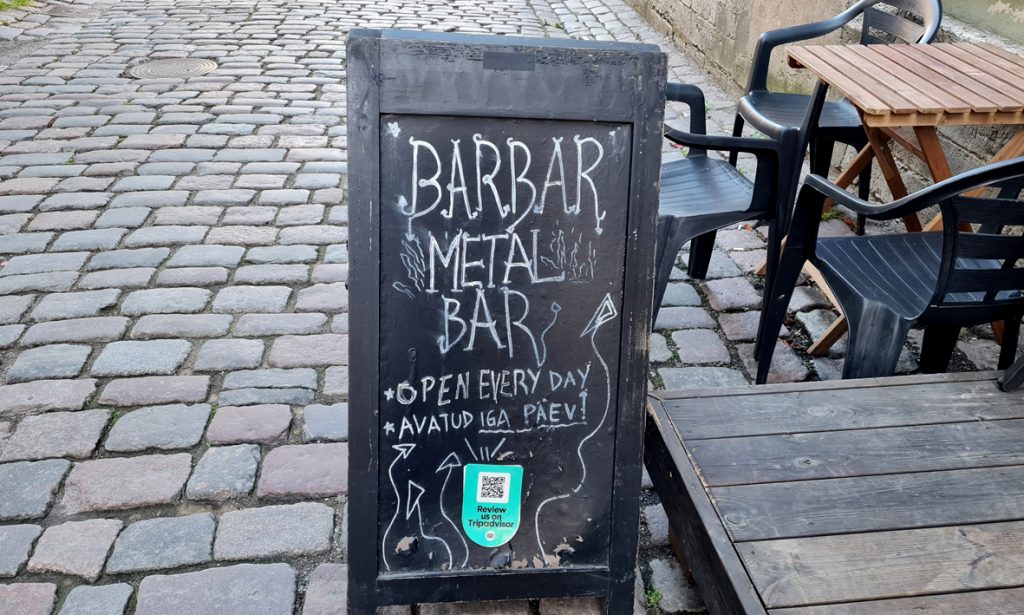 BARBAR
METAL
BAR
*OPEN EVERY DAY
*AVATUD IGA PÄEV!
Review
us on
Tripadvisor